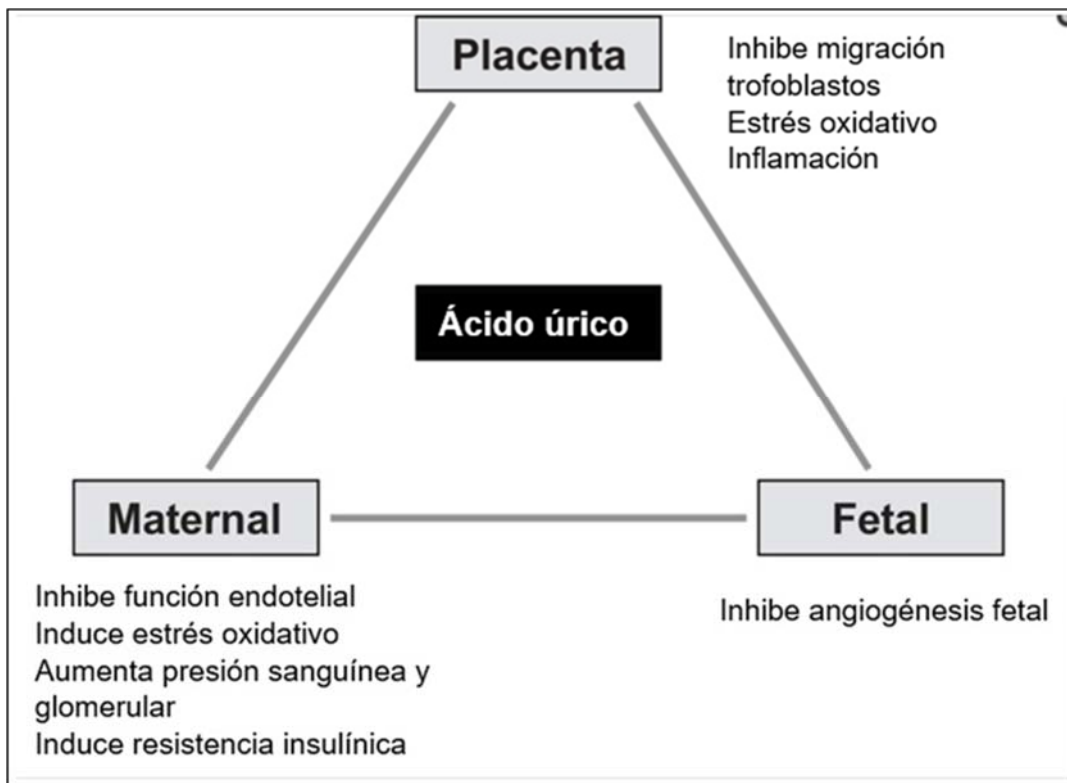 Placenta
Inhibe migración
trofoblastos
Estrés oxidativo
Inflamación
Ácido úrico
Maternal
Fetal
Inhibe función endotelial
Induce estrés oxidativo
Aumenta presión sanguínea y
glomerular
Induce resistencia insulínica
Inhibe angiogénesis fetal